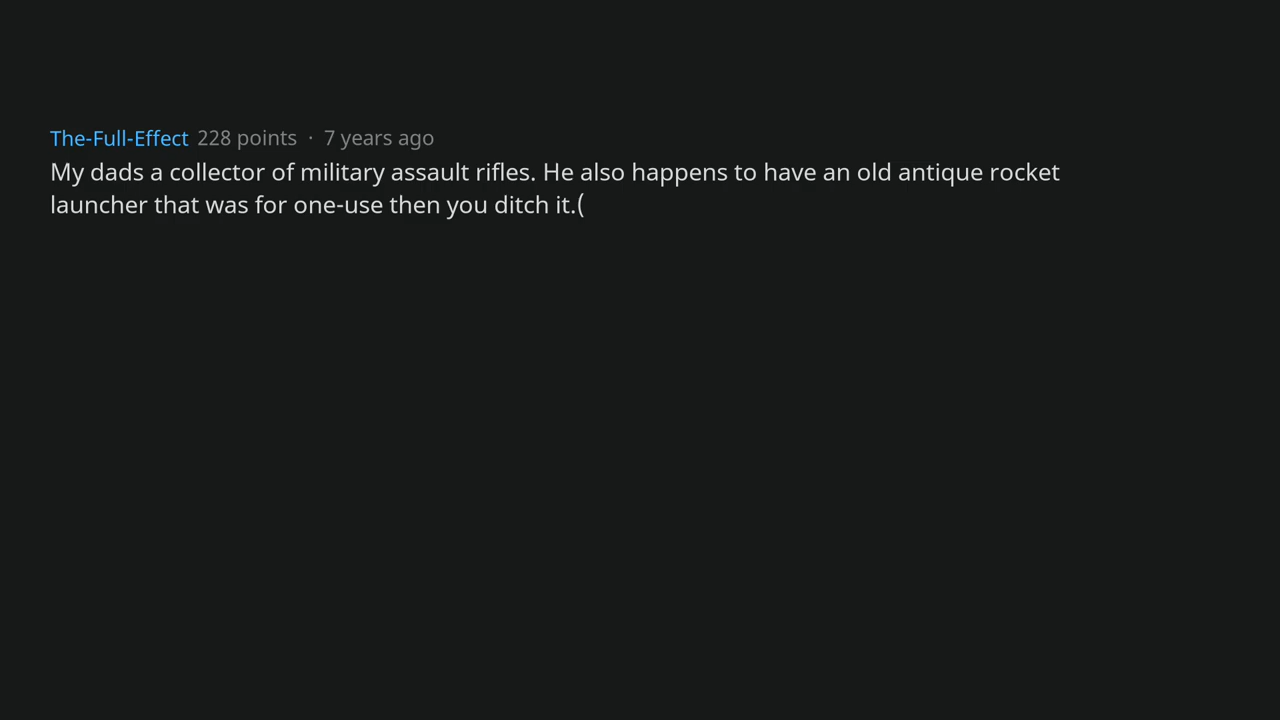 The-Full-Effect 228 points · 7 years ago
My dads a collector of military assault rifles. He also happens to have an old antique rocket
launcher that was for one-use then you ditch it.(